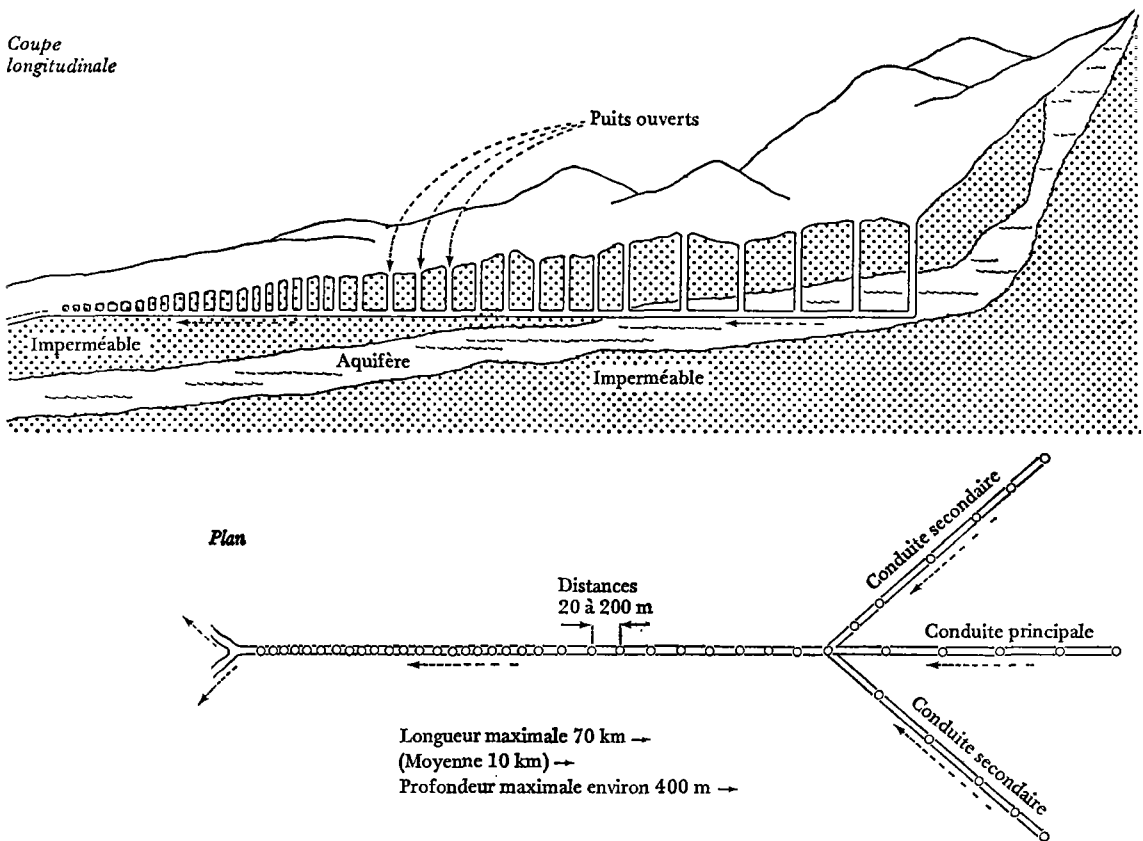 Coupe
longitudinale
Puits ouverts
Imperméable
Aquifère
Imperméable
Plan
Distances
20 à 200 m
Conduite secondaire
Conduite principale
Conduite secondaire
Longueur maximale 70 km →
(Moyenne 10 km) →
Profondeur maximale environ 400 m →